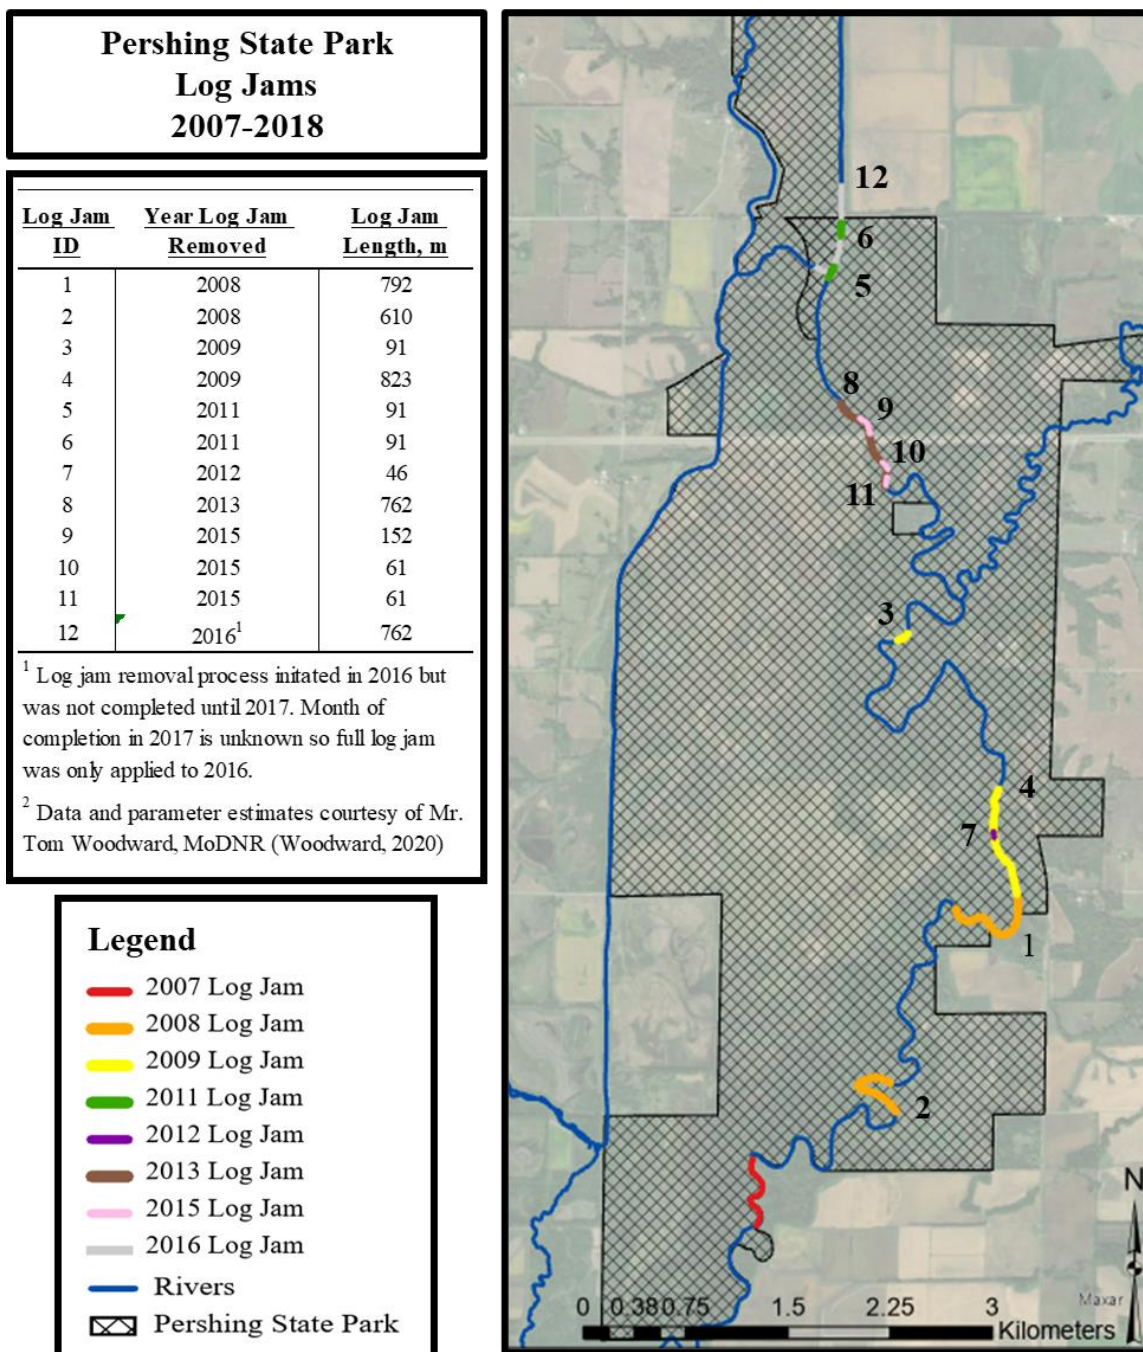 Pershing State Park
Log Jams
2007-2018
Log Jam ID Year Log Jam Removed Log Jam Length, m
1 2008 792
2 2008 610
3 2009 91
4 2009 823
5 2011 91
6 2011 91
7 2012 46
8 2013 762
9 2015 152
10 2015 61
11 2015 61
12 2016¹ 762
¹ Log jam removal process initated in 2016 but
was not completed until 2017. Month of
completion in 2017 is unknown so full log jam
was only applied to 2016.
² Data and parameter estimates courtesy of Mr.
Tom Woodward, MoDNR (Woodward, 2020)
Legend
2007 Log Jam
2008 Log Jam
2009 Log Jam
2011 Log Jam
2012 Log Jam
2013 Log Jam
2015 Log Jam
2016 Log Jam
Rivers
Pershing State Park
12
6
5
8
9
10
11
3
4
7
1
2
N
Maxar
0 0.38 0.75 1.5 2.25 3
Kilometers